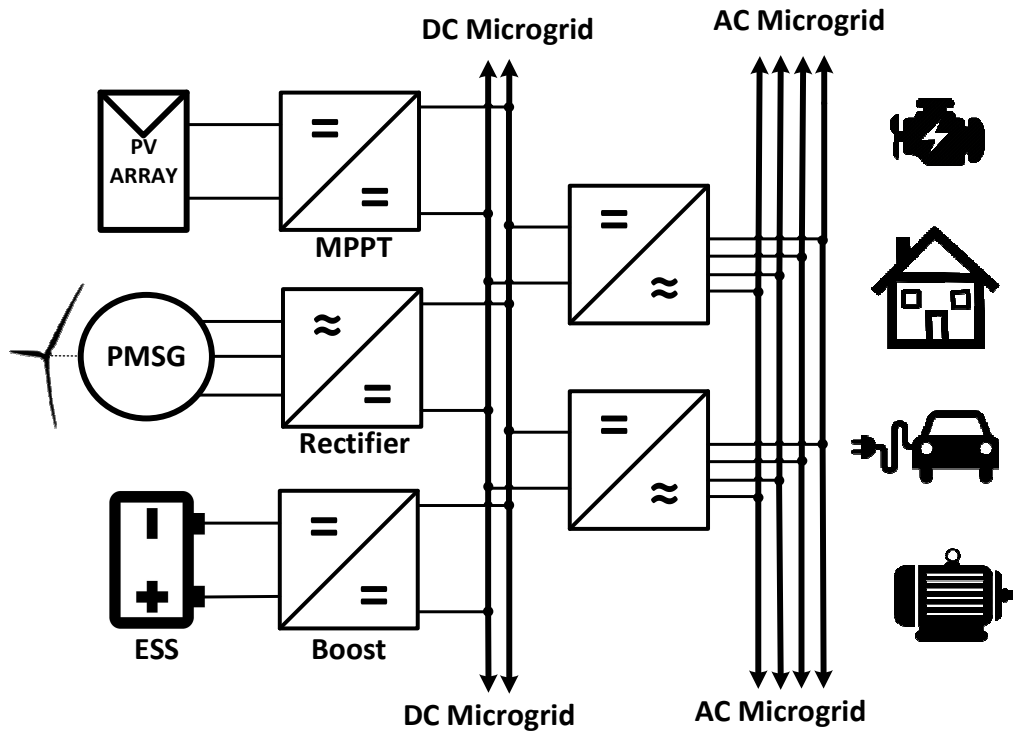 DC Microgrid
AC Microgrid
PV
ARRAY
MPPT
PMSG
Rectifier
ESS
Boost
DC Microgrid
AC Microgrid